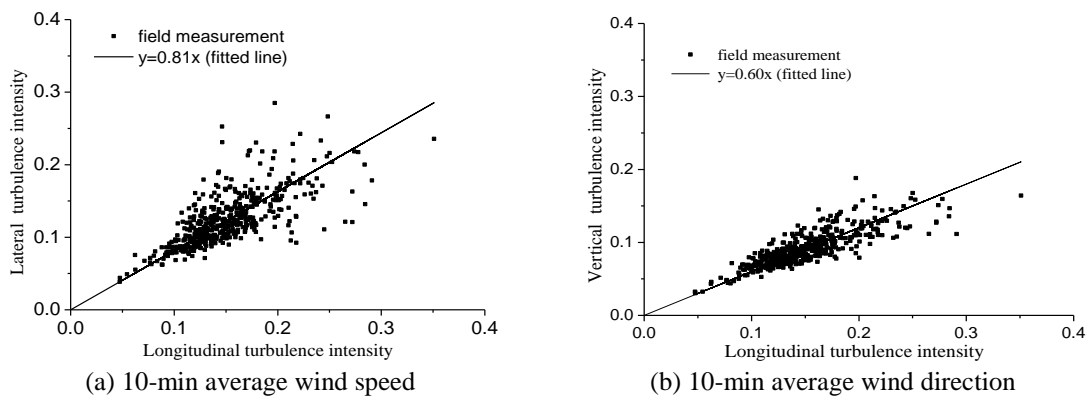 0.4
0.3
0.2
0.1
0.0
Lateral turbulence intensity
field measurement
y=0.81x (fitted line)
0.0 0.1 0.2 0.3 0.4
Longitudinal turbulence intensity
(a) 10-min average wind speed
0.4
0.3
0.2
0.1
0.0
Vertical turbulence intensity
field measurement
y=0.60x (fitted line)
0.0 0.1 0.2 0.3 0.4
Longitudinal turbulence intensity
(b) 10-min average wind direction